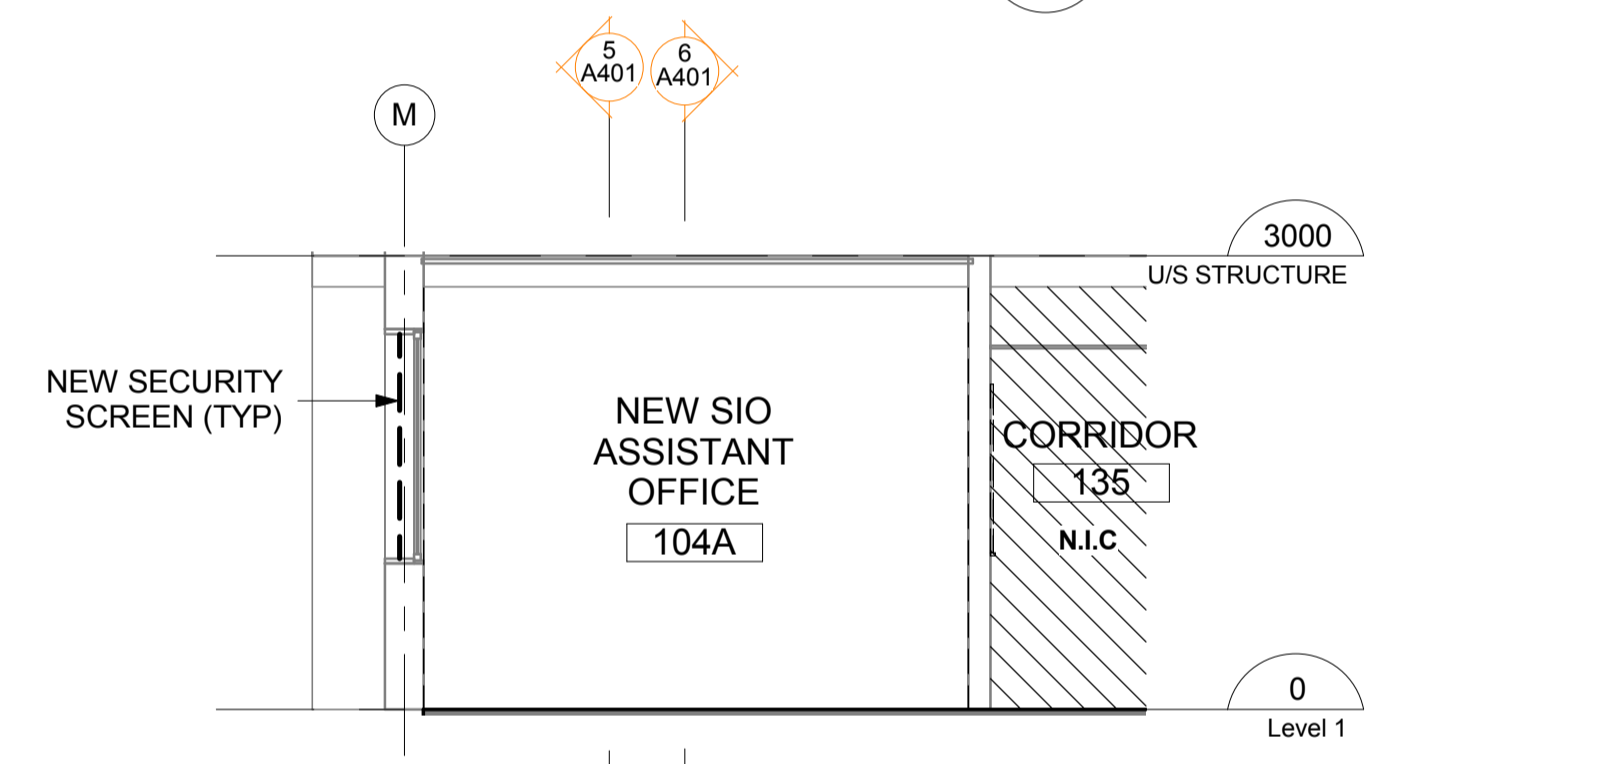 5
A401
6
A401
M
3000
U/S STRUCTURE
NEW SECURITY
SCREEN (TYP)
NEW SIO
ASSISTANT
OFFICE
104A
CORRIDOR
135
N.I.C
0
Level 1